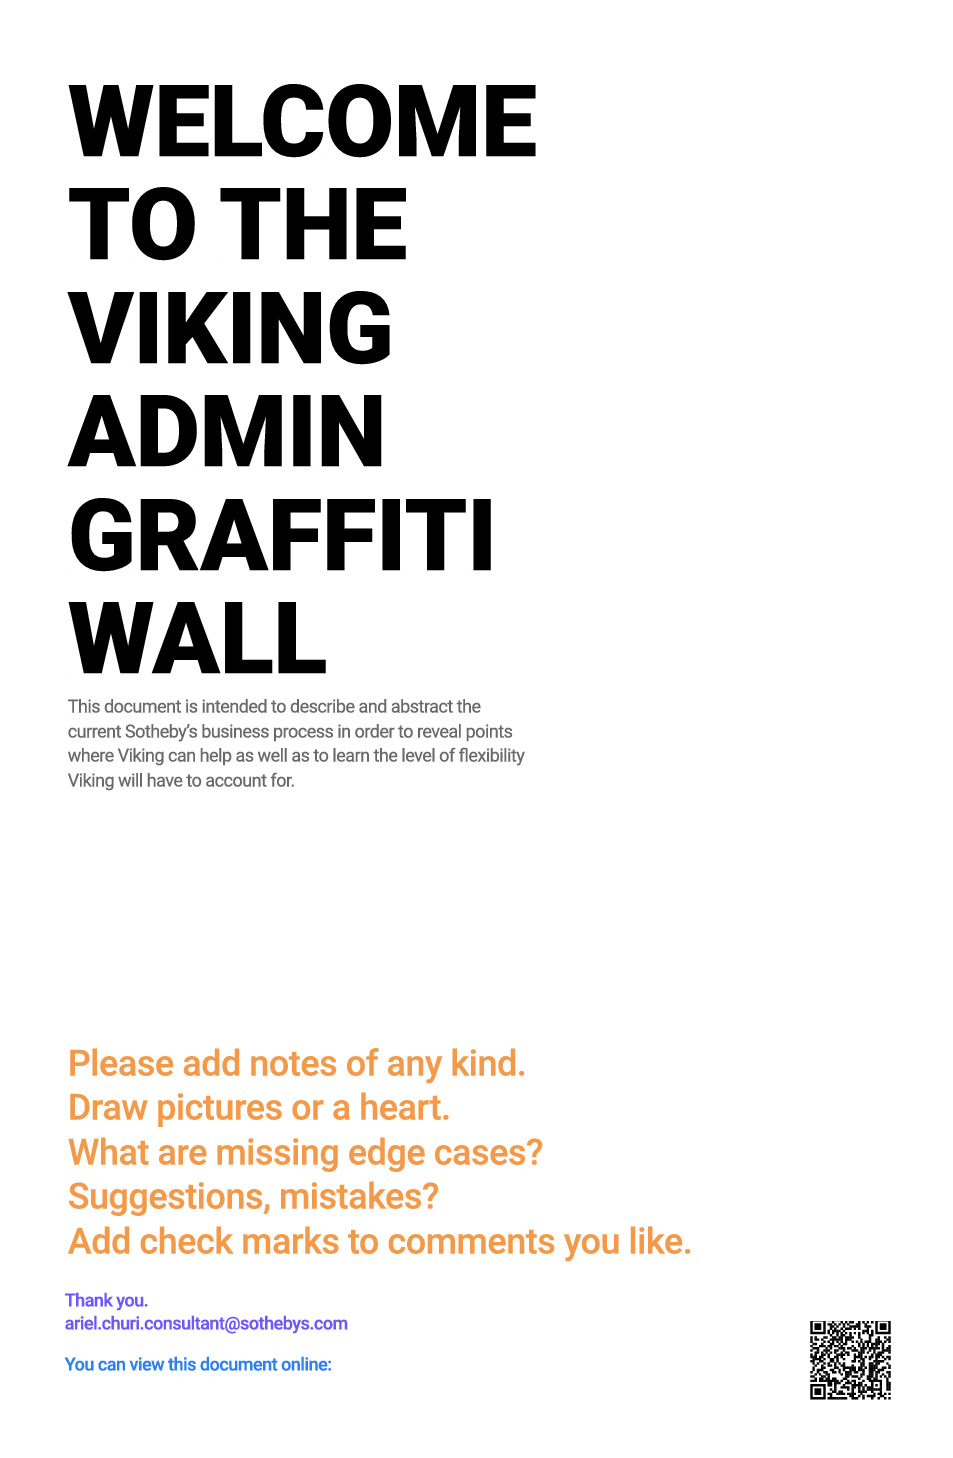 WELCOME
TO THE
VIKING
ADMIN
GRAFFITI
WALL
This document is intended to describe and abstract the
current Sotheby’s business process in order to reveal points
where Viking can help as well as to learn the level of flexibility
Viking will have to account for.
Please add notes of any kind.
Draw pictures or a heart.
What are missing edge cases?
Suggestions, mistakes?
Add check marks to comments you like.
Thank you.
ariel.churi.consultant@sothebys.com
You can view this document online: